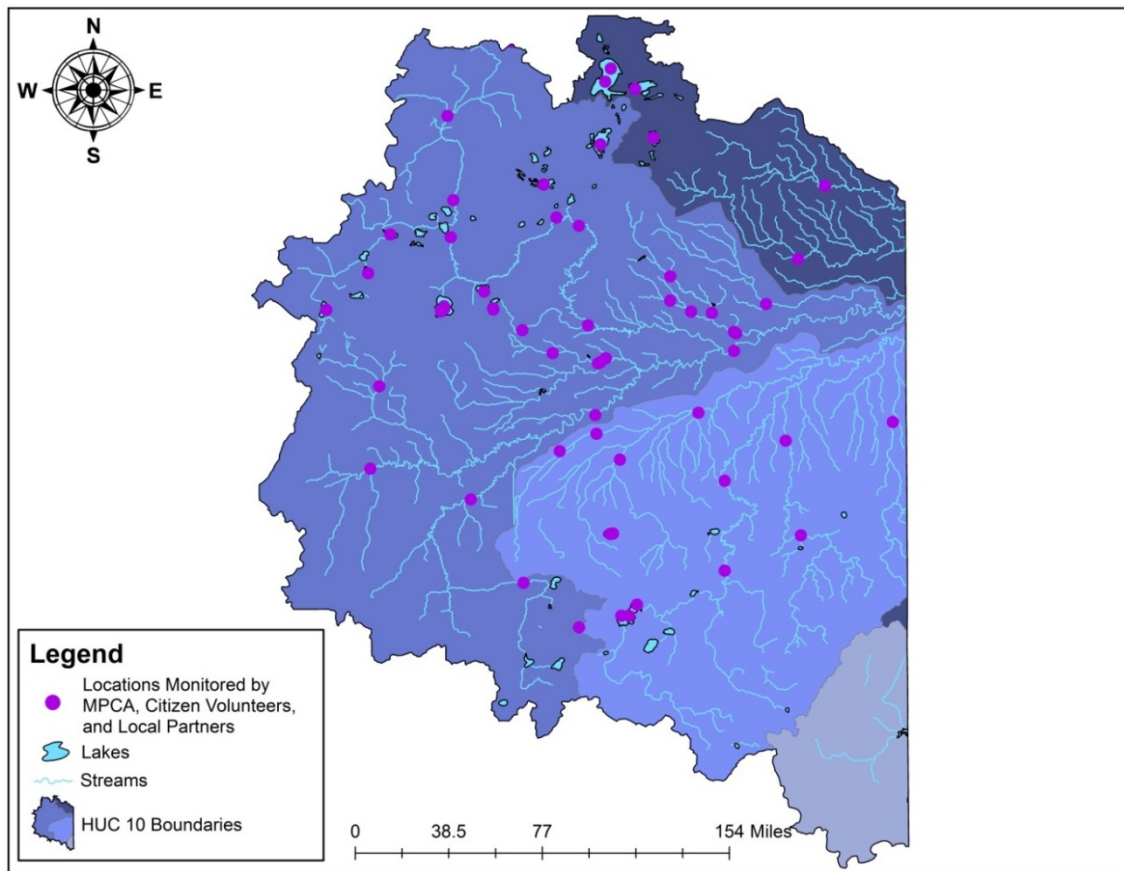 N
W E
S
Legend
Locations Monitored by
MPCA, Citizen Volunteers,
and Local Partners
Lakes
Streams
HUC 10 Boundaries
0 38.5 77 154 Miles